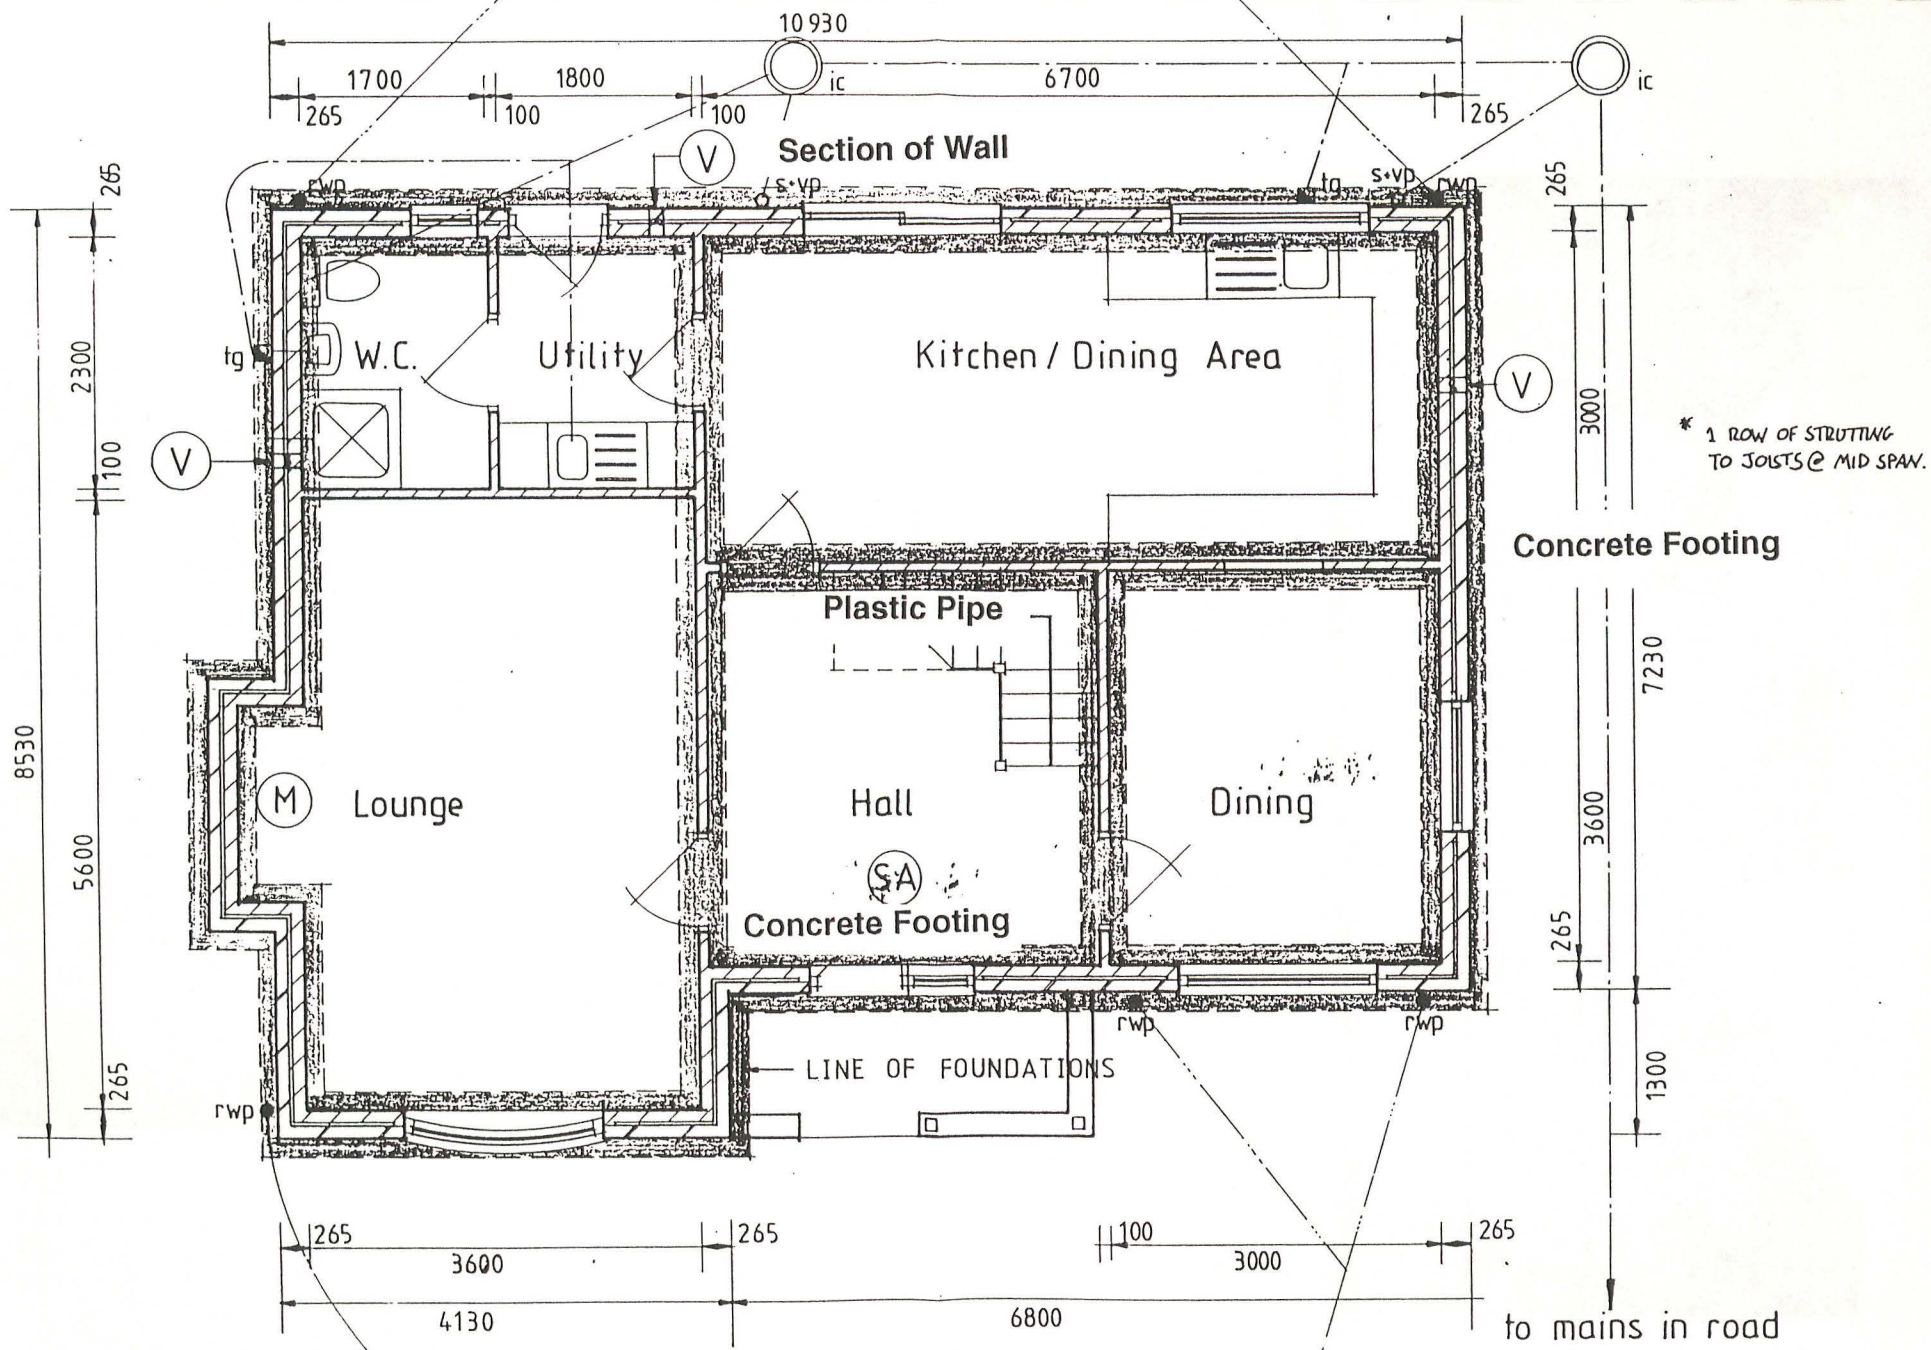 10930
1700
1800
6700
ic
ic
265
100
100
265
V
Section of Wall
265
265
rwp
s+vp
tg
s+vp
rwp
tg
W.C.
Utility
Kitchen / Dining Area
V
2300
3000
* 1 ROW OF STRUTTING
TO JOISTS @ MID SPAN.
V
100
Concrete Footing
Plastic Pipe
8530
7230
M
Lounge
Hall
Dining
3600
5600
SA
Concrete Footing
265
rwp
rwp
LINE OF FOUNDATIONS
265
1300
rwp
265
265
100
265
3600
3000
4130
6800
to mains in road